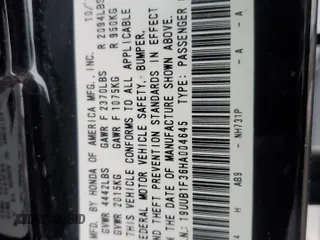 MFD. BY HONDA OF AMERICA MFG., INC. 10/
GVWR 4442LBS GAWR F 2370LBS R 2094LBS
GVWR 2015KG GAWR F 1075KG R 950KG
THIS VEHICLE CONFORMS TO ALL APPLICABLE
FEDERAL MOTOR VEHICLE SAFETY, BUMPER,
AND THEFT PREVENTION STANDARDS IN EFFECT
ON THE DATE OF MANUFACTURE SHOWN ABOVE.
19UUB1F36HA004645 TYPE: PASSENGER
H AB9 - NH731P - A - A